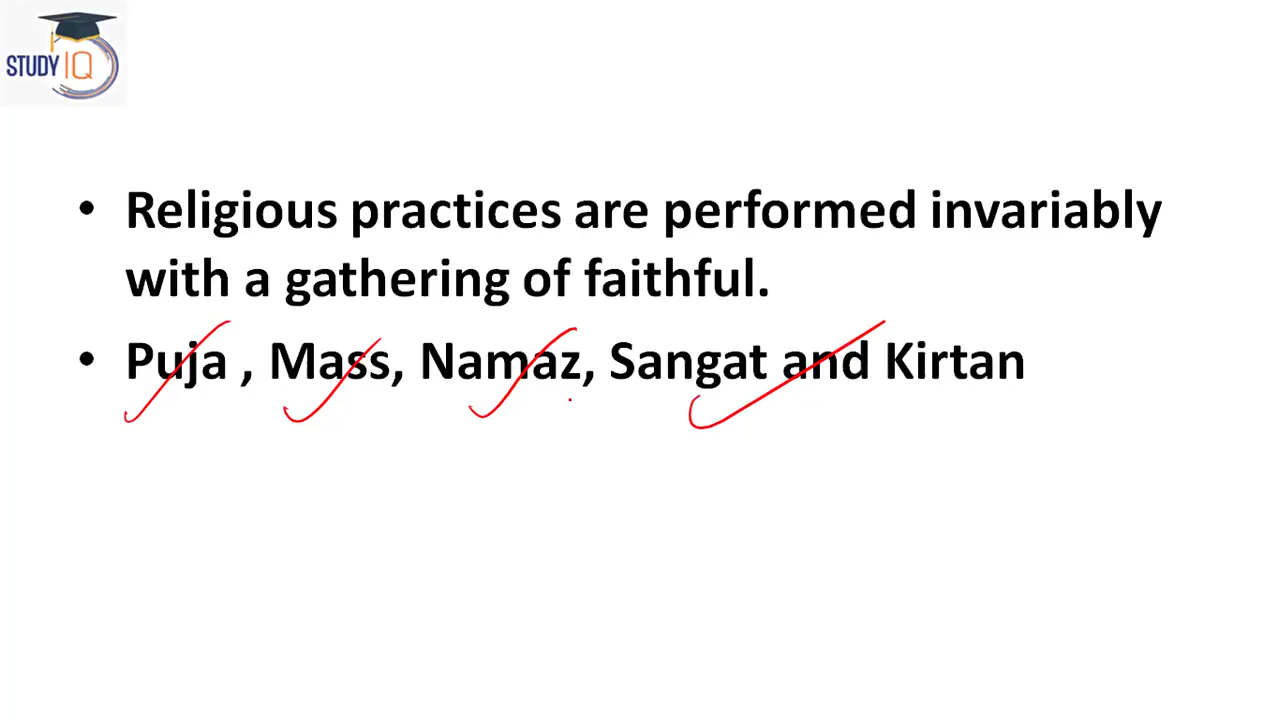 STUDY IQ
• Religious practices are performed invariably
with a gathering of faithful.
• Puja , Mass, Namaz, Sangat and Kirtan